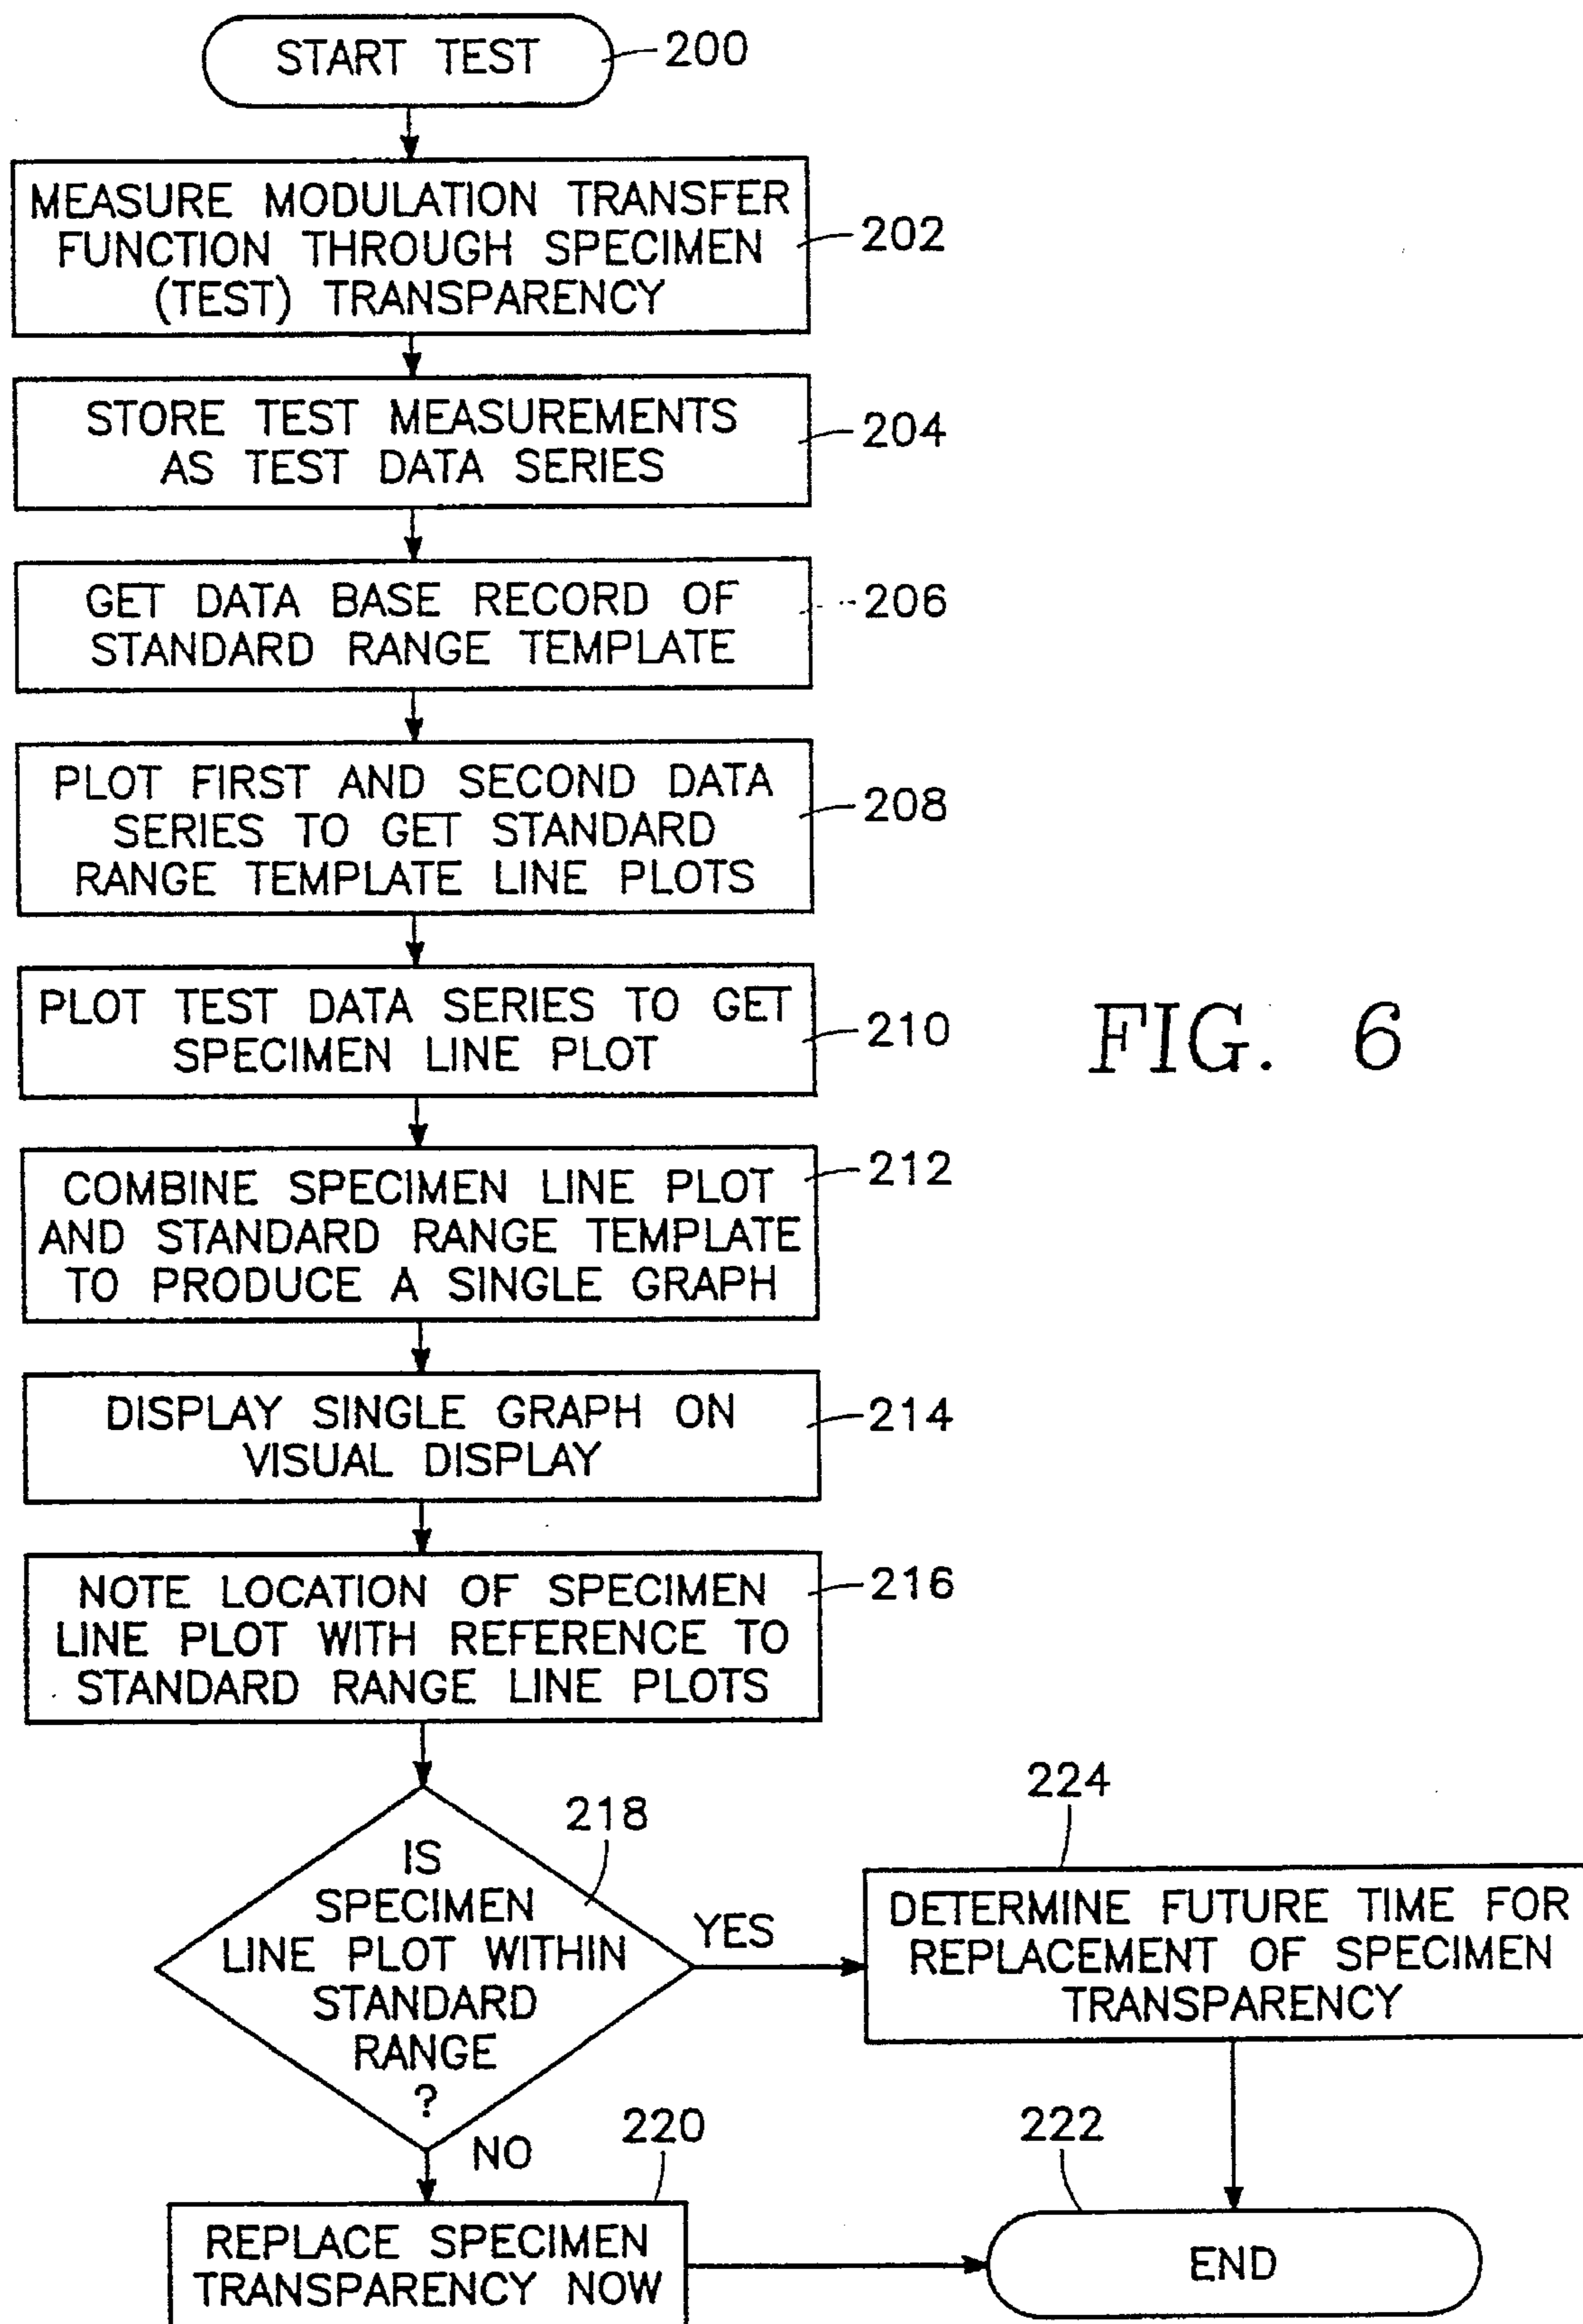 START TEST
200
MEASURE MODULATION TRANSFER
FUNCTION THROUGH SPECIMEN
(TEST) TRANSPARENCY
202
STORE TEST MEASUREMENTS
AS TEST DATA SERIES
204
GET DATA BASE RECORD OF
STANDARD RANGE TEMPLATE
206
PLOT FIRST AND SECOND DATA
SERIES TO GET STANDARD
RANGE TEMPLATE LINE PLOTS
208
PLOT TEST DATA SERIES TO GET
SPECIMEN LINE PLOT
210
FIG. 6
COMBINE SPECIMEN LINE PLOT
AND STANDARD RANGE TEMPLATE
TO PRODUCE A SINGLE GRAPH
212
DISPLAY SINGLE GRAPH ON
VISUAL DISPLAY
214
NOTE LOCATION OF SPECIMEN
LINE PLOT WITH REFERENCE TO
STANDARD RANGE LINE PLOTS
216
IS
SPECIMEN
LINE PLOT WITHIN
STANDARD
RANGE
?
218
YES
224
DETERMINE FUTURE TIME FOR
REPLACEMENT OF SPECIMEN
TRANSPARENCY
NO
220
REPLACE SPECIMEN
TRANSPARENCY NOW
222
END